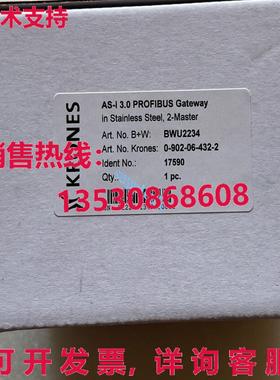 技术支持
KRONES
AS-i 3.0 PROFIBUS Gateway
in Stainless Steel, 2-Master
Art. No. B+W: BWU2234
Art. No. Krones: 0-902-06-432-2
Ident No.: 17590
Qty.: 1 pc.
销售热线:
13530868608
可开票,详询客服